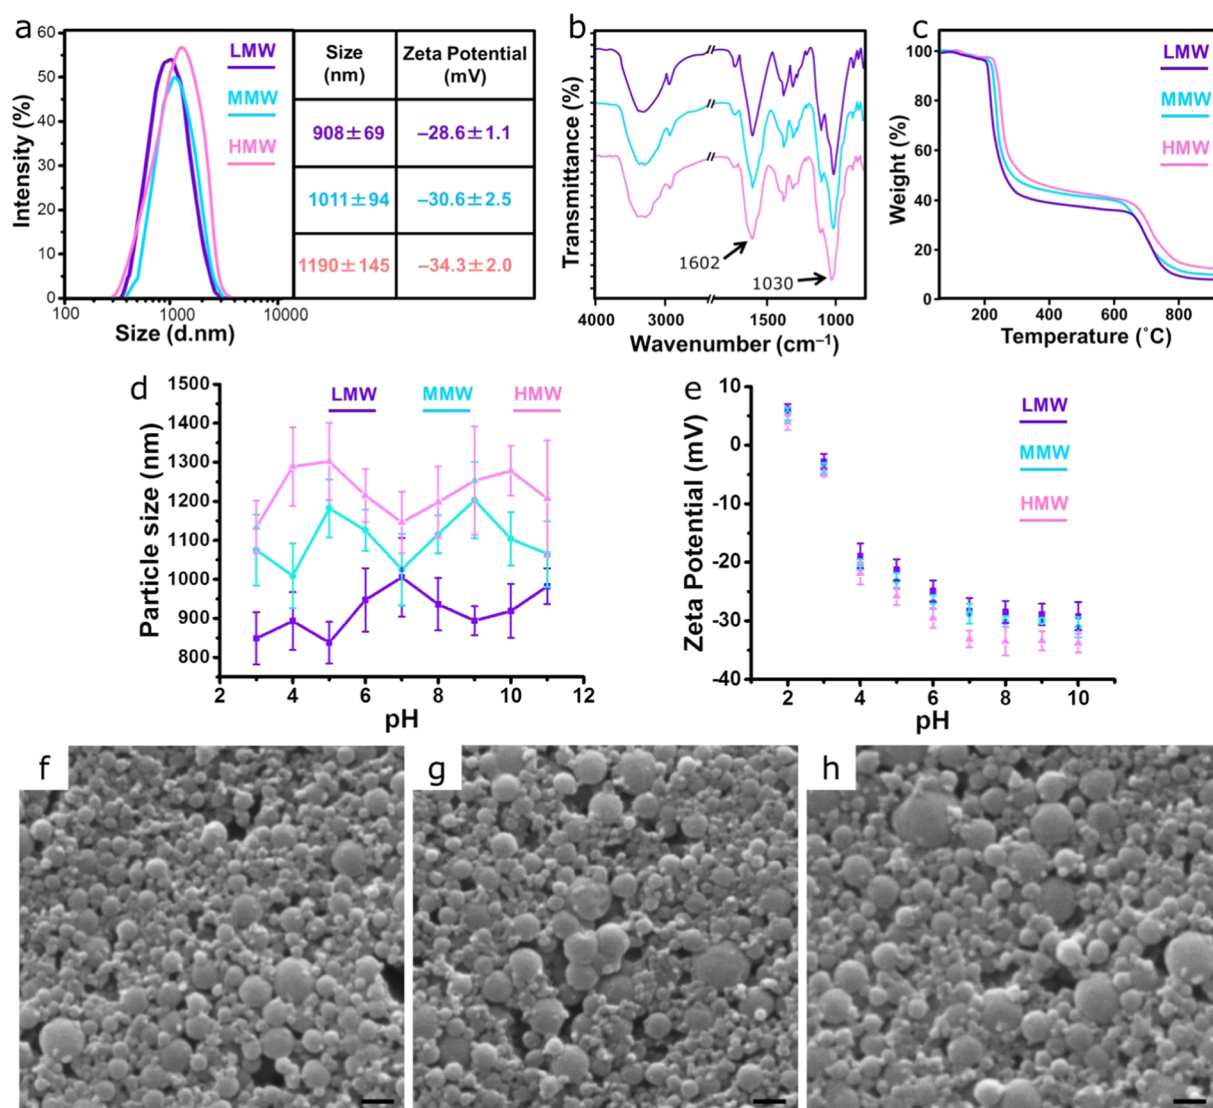 a
60
50
40
30
20
10
0
Intensity (%)
LMW
MMW
HMW
100
1000
10000
Size (d.nm)
Size
(nm)
Zeta Potential
(mV)
908±69
–28.6±1.1
1011±94
–30.6±2.5
1190±145
–34.3±2.0
b
Transmittance (%)
1602
1030
4000
3000
1500
1000
Wavenumber (cm–1)
c
100
80
60
40
20
0
Weight (%)
LMW
MMW
HMW
200
400
600
800
Temperature (˚C)
d
1500
1400
1300
1200
1100
1000
900
800
Particle size (nm)
LMW
MMW
HMW
2
4
6
8
10
12
pH
e
10
0
-10
-20
-30
-40
Zeta Potential (mV)
LMW
MMW
HMW
2
4
6
8
10
pH
f
g
h